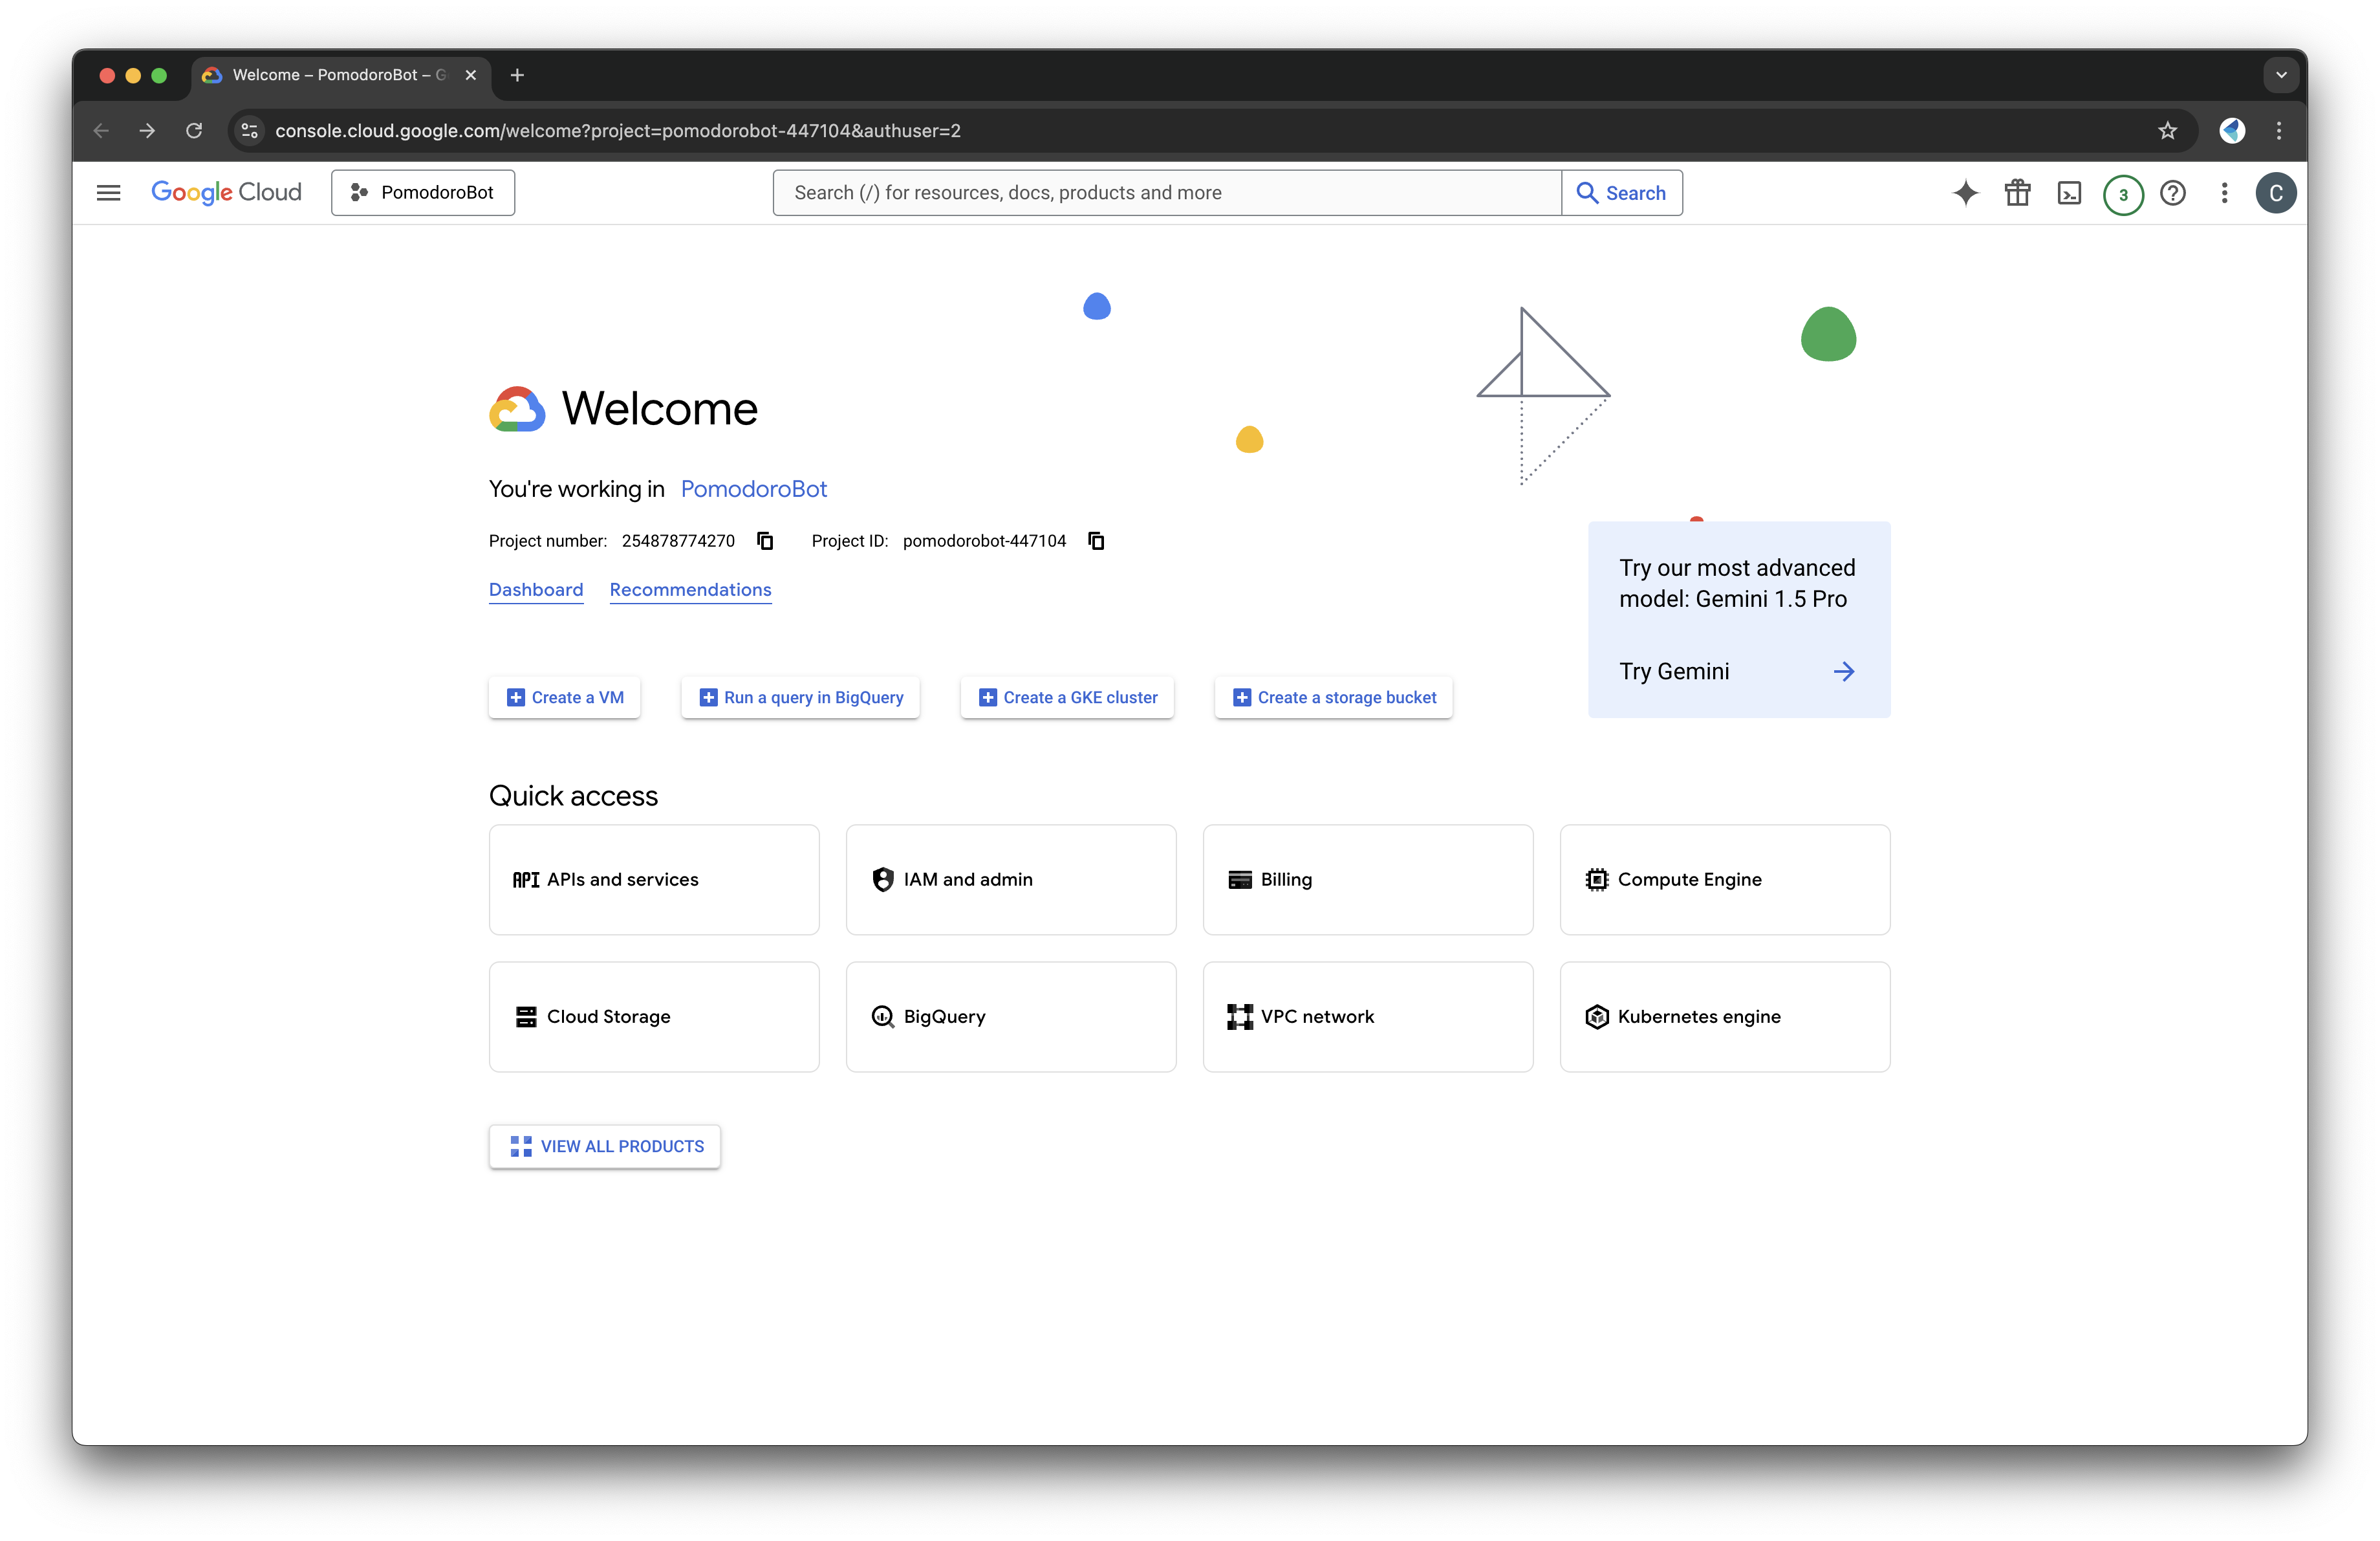 Welcome – PomodoroBot – G
console.cloud.google.com/welcome?project=pomodorobot-447104&authuser=2
Google Cloud
PomodoroBot
Search (/) for resources, docs, products and more
Search
3
C
Welcome
You're working in PomodoroBot
Project number: 254878774270 Project ID: pomodorobot-447104
Dashboard Recommendations
Try our most advanced
model: Gemini 1.5 Pro
Try Gemini
Create a VM
Run a query in BigQuery
Create a GKE cluster
Create a storage bucket
Quick access
API APIs and services
IAM and admin
Billing
Compute Engine
Cloud Storage
BigQuery
VPC network
Kubernetes engine
VIEW ALL PRODUCTS